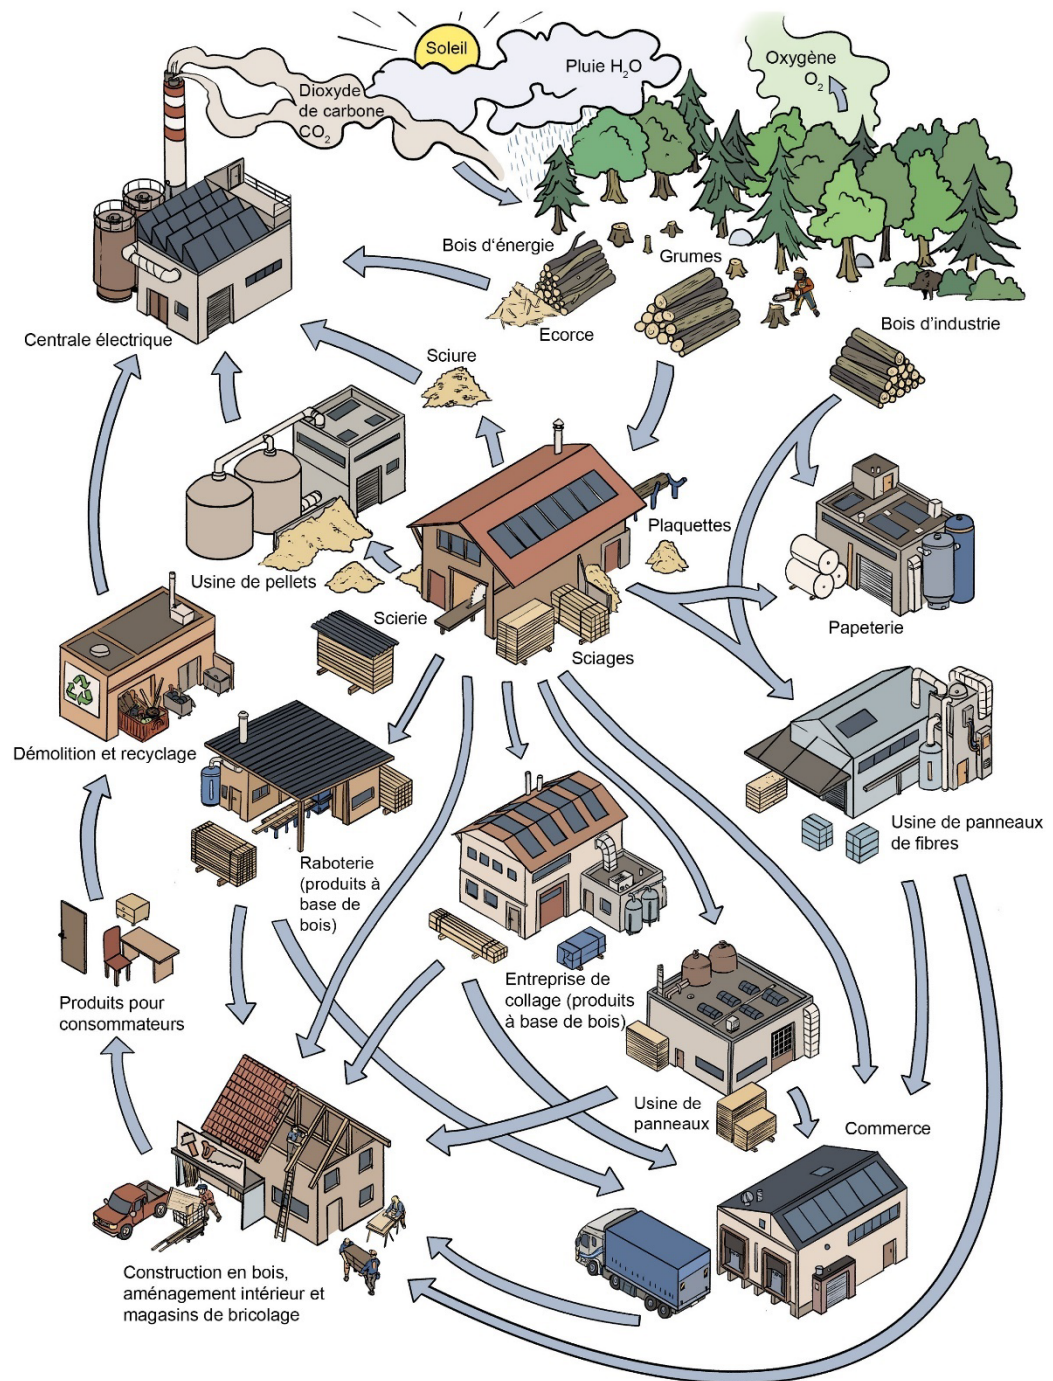 Soleil
Pluie H₂O
Oxygène
O₂
Dioxyde
de carbone
CO₂
Bois d'énergie
Grumes
Ecorce
Bois d'industrie
Centrale électrique
Sciure
Plaquettes
Usine de pellets
Scierie
Papeterie
Sciages
Démolition et recyclage
Usine de panneaux
de fibres
Raboterie
(produits à
base de
bois)
Entreprise de
collage (produits
à base de bois)
Produits pour
consommateurs
Usine de
panneaux
Commerce
Construction en bois,
aménagement intérieur et
magasins de bricolage